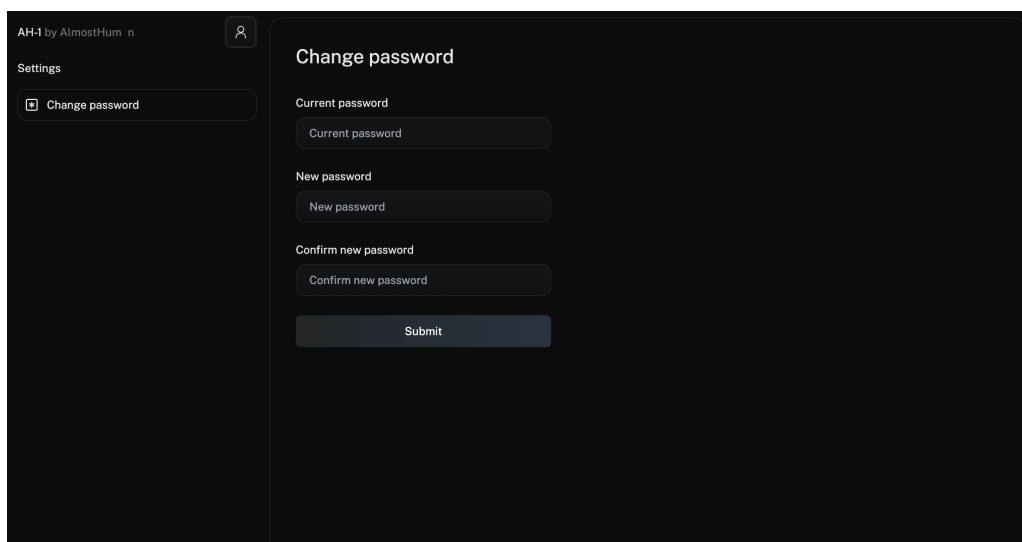 AH-1 by AlmostHum n
Settings
Change password
Change password
Current password
Current password
New password
New password
Confirm new password
Confirm new password
Submit